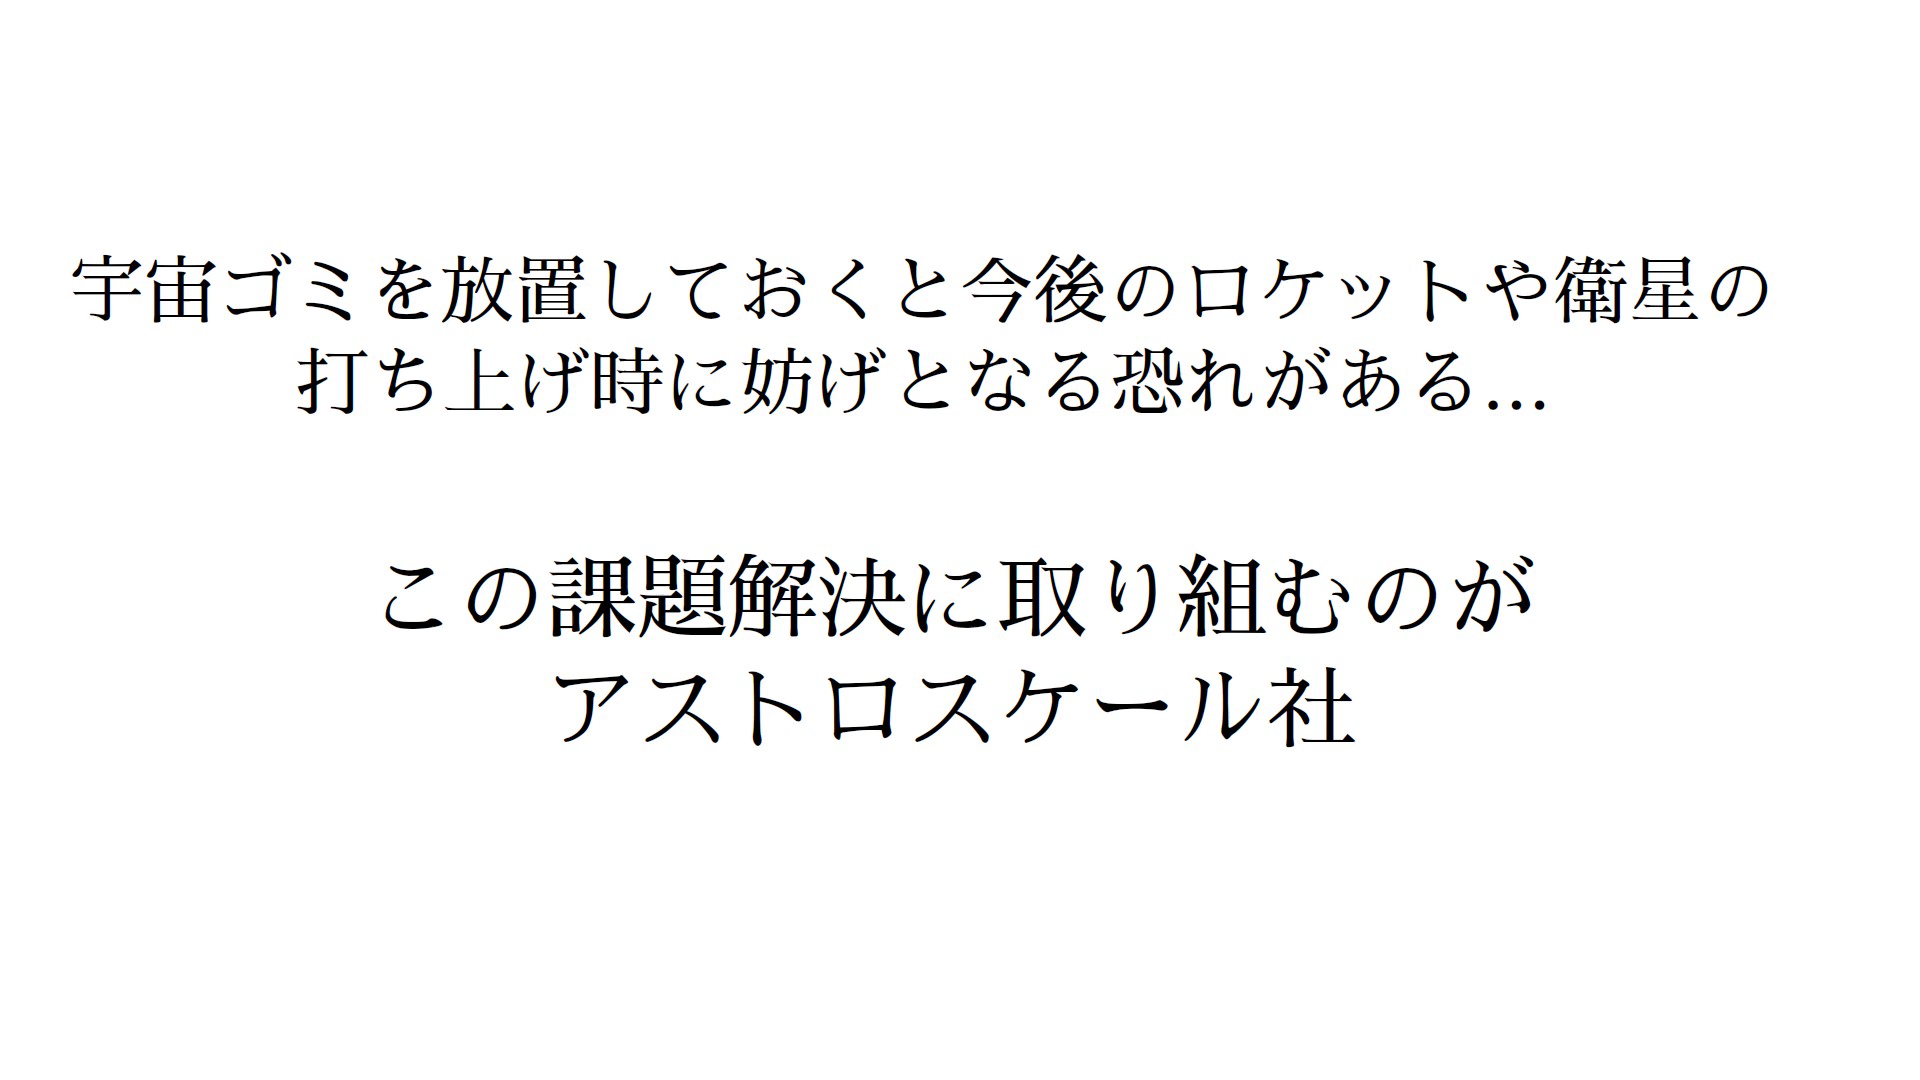 宇宙ゴミを放置しておくと今後のロケットや衛星の
打ち上げ時に妨げとなる恐れがある…
この課題解決に取り組むのが
アストロスケール社